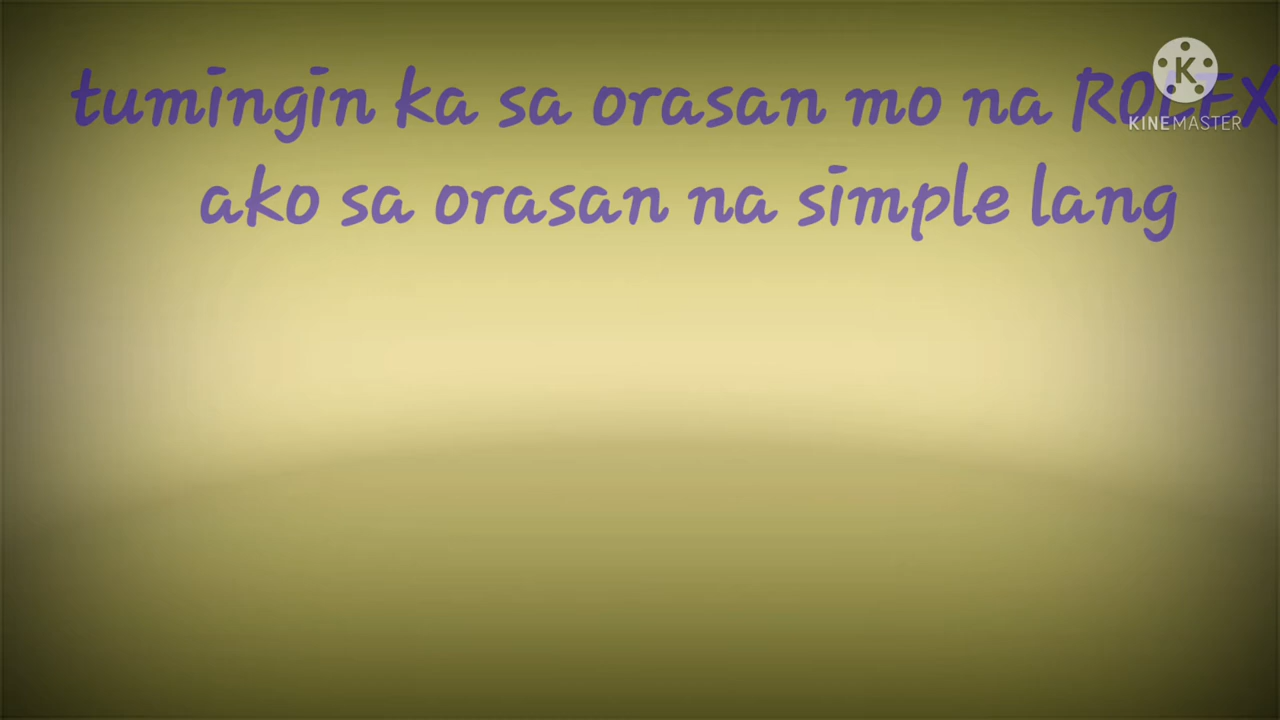 tumingin ka sa orasan mo na ROLEX
ako sa orasan na simple lang
KINEMASTER